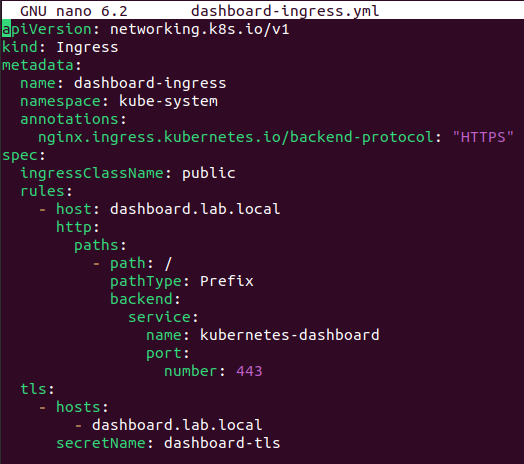 GNU nano 6.2 dashboard-ingress.yml
apiVersion: networking.k8s.io/v1
kind: Ingress
metadata:
  name: dashboard-ingress
  namespace: kube-system
  annotations:
    nginx.ingress.kubernetes.io/backend-protocol: "HTTPS"
spec:
  ingressClassName: public
  rules:
    - host: dashboard.lab.local
      http:
        paths:
          - path: /
            pathType: Prefix
            backend:
              service:
                name: kubernetes-dashboard
                port:
                  number: 443
  tls:
    - hosts:
        - dashboard.lab.local
      secretName: dashboard-tls